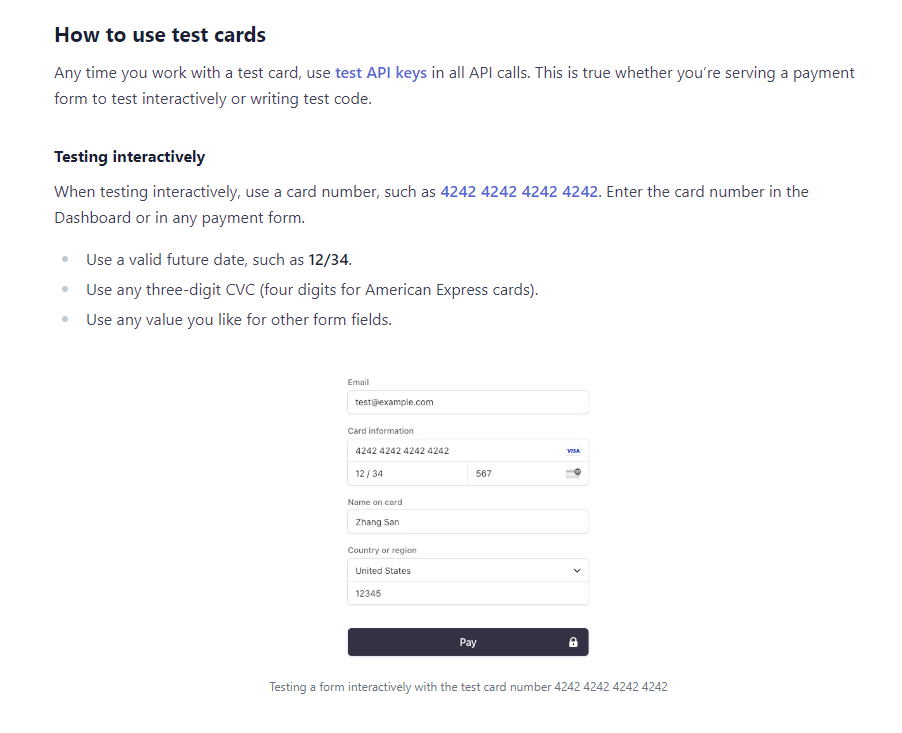 How to use test cards
Any time you work with a test card, use test API keys in all API calls. This is true whether you’re serving a payment
form to test interactively or writing test code.
Testing interactively
When testing interactively, use a card number, such as 4242 4242 4242 4242. Enter the card number in the
Dashboard or in any payment form.
Use a valid future date, such as 12/34.
Use any three-digit CVC (four digits for American Express cards).
Use any value you like for other form fields.
Email
test@example.com
Card information
4242 4242 4242 4242 VISA
12 / 34 567
Name on card
Zhang San
Country or region
United States
12345
Pay
Testing a form interactively with the test card number 4242 4242 4242 4242